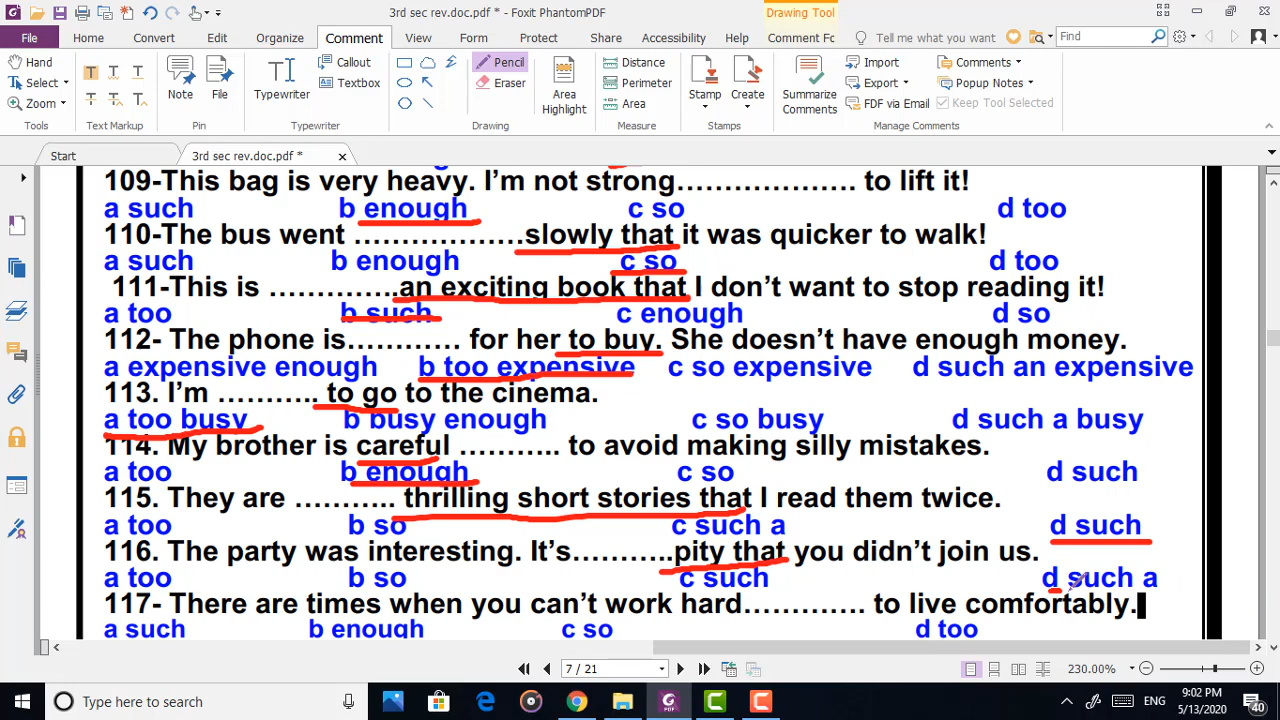 3rd sec rev.doc.pdf * - Foxit PhantomPDF
Drawing Tool
File Home Convert Edit Organize Comment View Form Protect Share Accessibility Help Comment Fc Tell me what you want.. Find
Hand
Select
Zoom
Tools
Text Markup
Note
File
Pin
Typewriter
Callout
Textbox
Typewriter
Pencil
Eraser
Area Highlight
Drawing
Distance
Perimeter
Area
Measure
Stamp
Create
Stamps
Summarize Comments
Import
Export
FDF via Email
Comments
Popup Notes
Keep Tool Selected
Manage Comments
Start 3rd sec rev.doc.pdf *
109-This bag is very heavy. I’m not strong………………. to lift it!
a such b enough c so d too
110-The bus went ………………slowly that it was quicker to walk!
a such b enough c so d too
111-This is …………..an exciting book that I don’t want to stop reading it!
a too b such c enough d so
112- The phone is………… for her to buy. She doesn’t have enough money.
a expensive enough b too expensive c so expensive d such an expensive
113. I’m ……….. to go to the cinema.
a too busy b busy enough c so busy d such a busy
114. My brother is careful ……….. to avoid making silly mistakes.
a too b enough c so d such
115. They are ……….. thrilling short stories that I read them twice.
a too b so c such a d such
116. The party was interesting. It’s………..pity that you didn’t join us.
a too b so c such d such a
117- There are times when you can’t work hard…………. to live comfortably.
a such b enough c so d too
7 / 21
230.00%
Type here to search
ENG
9:02 PM
5/13/2020
40